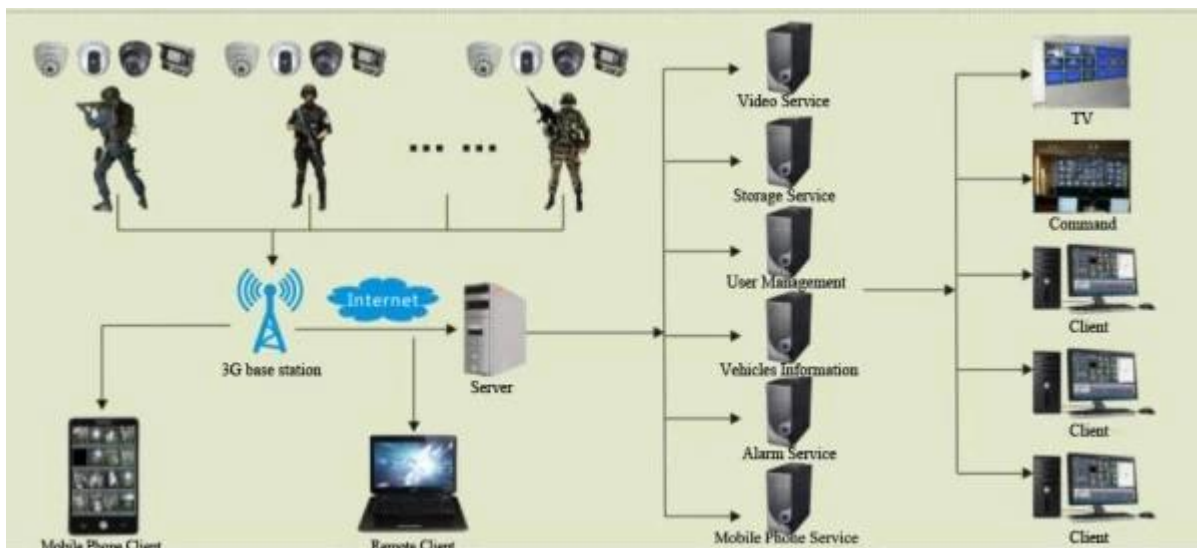 Video Service
TV
Storage Service
Command
User Management
Internet
Client
3G base station
Server
Vehicles Information
Client
Alarm Service
Mobile Phone Client
Remote Client
Mobile Phone Service
Client